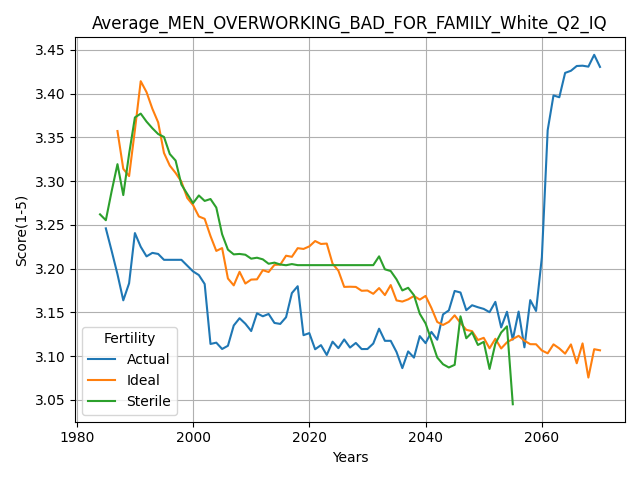 Average_MEN_OVERWORKING_BAD_FOR_FAMILY_White_Q2_IQ
Score(1-5)
3.45
3.40
3.35
3.30
3.25
3.20
3.15
3.10
3.05
Fertility
Actual
Ideal
Sterile
1980
2000
2020
2040
2060
Years